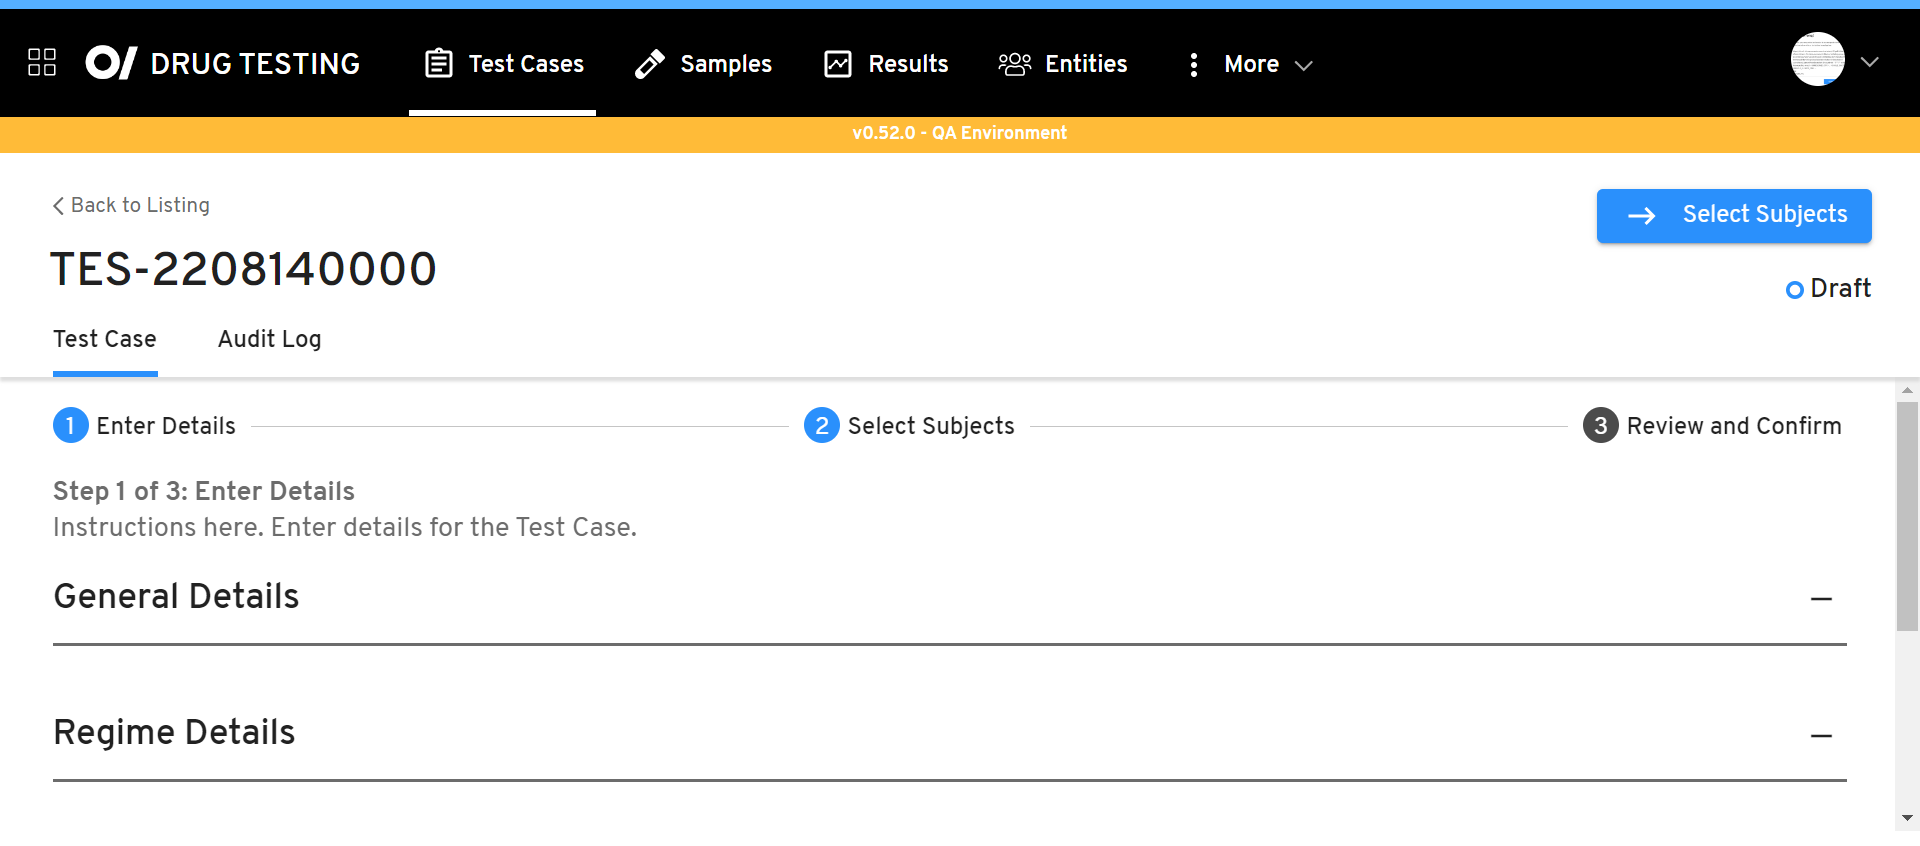 DRUG TESTING
Test Cases
Samples
Results
Entities
More
v0.52.0 - QA Environment
Back to Listing
Select Subjects
TES-2208140000
Draft
Test Case
Audit Log
1 Enter Details
2 Select Subjects
3 Review and Confirm
Step 1 of 3: Enter Details
Instructions here. Enter details for the Test Case.
General Details
Regime Details